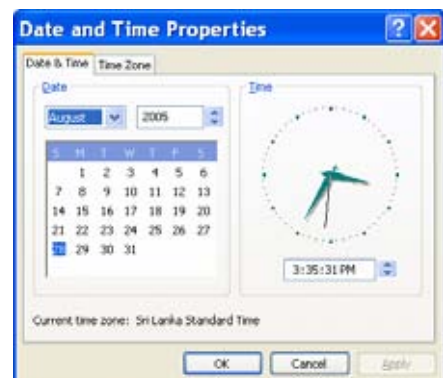 Date and Time Properties
Date & Time Time Zone
Date
Time
August 2005
S M T W T F S
1 2 3 4 5 6
7 8 9 10 11 12 13
14 15 16 17 18 19 20
21 22 23 24 25 26 27
28 29 30 31
3:35:31 PM
Current time zone: Sri Lanka Standard Time
OK Cancel Apply